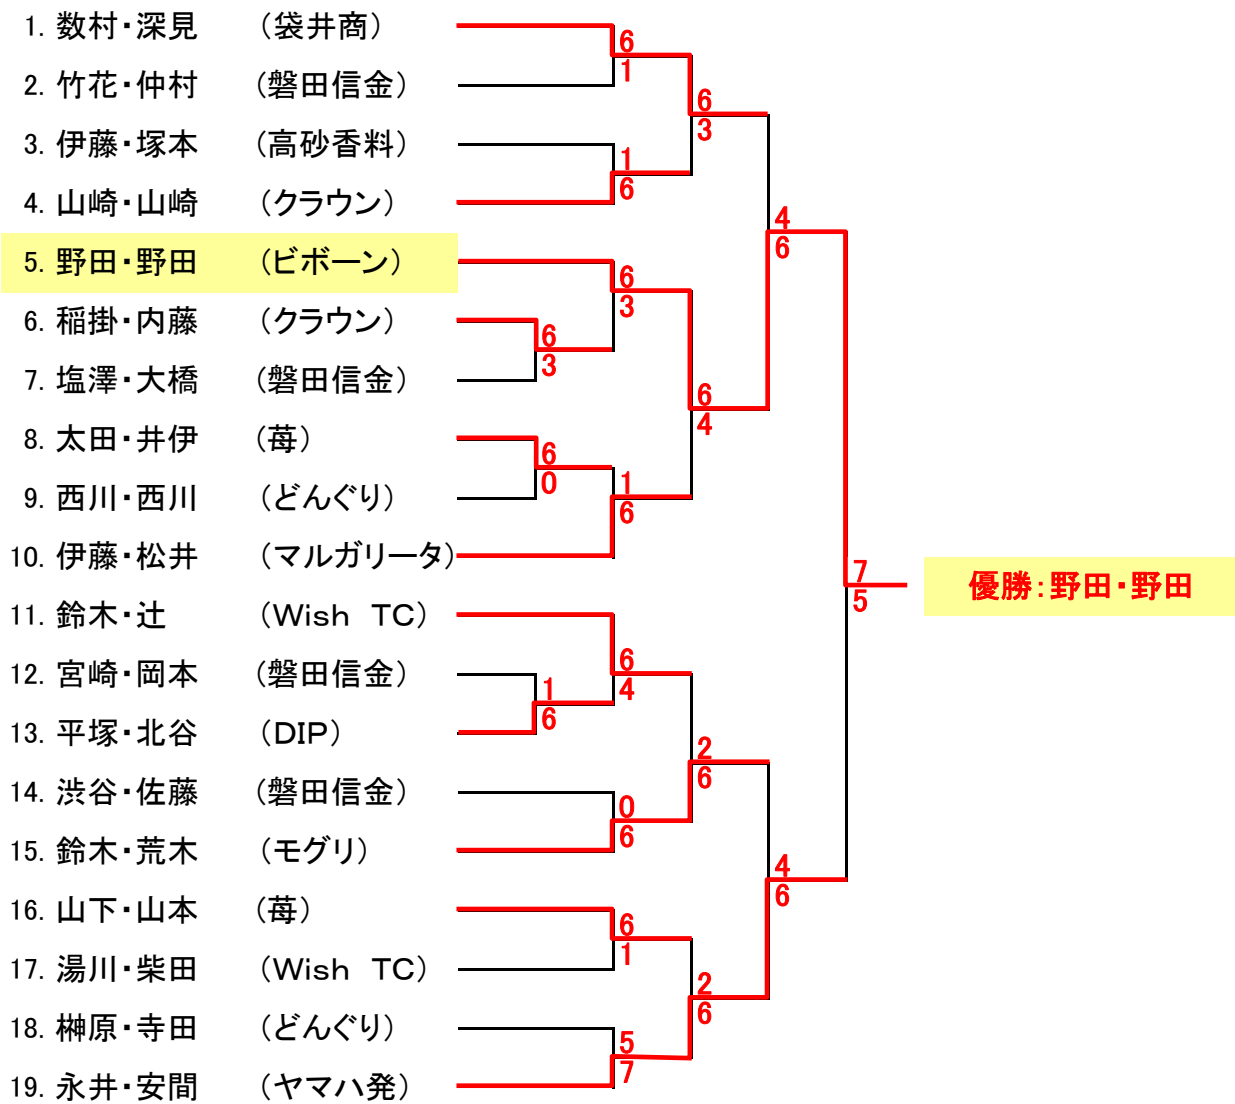 1. 数村・深見 （袋井商）
6
1
2. 竹花・仲村 （磐田信金）
6
3
3. 伊藤・塚本 （高砂香料）
1
6
4. 山崎・山崎 （クラウン）
4
6
5. 野田・野田 （ビボーン）
6
3
6. 稲掛・内藤 （クラウン）
6
3
7. 塩澤・大橋 （磐田信金）
6
4
8. 太田・井伊 （苺）
6
0
9. 西川・西川 （どんぐり）
1
6
10. 伊藤・松井 （マルガリータ）
7
5
優勝：野田・野田
11. 鈴木・辻 （Wish TC）
6
4
12. 宮崎・岡本 （磐田信金）
1
6
13. 平塚・北谷 （DIP）
2
6
14. 渋谷・佐藤 （磐田信金）
0
6
15. 鈴木・荒木 （モグリ）
4
6
16. 山下・山本 （苺）
6
1
17. 湯川・柴田 （Wish TC）
2
6
18. 榊原・寺田 （どんぐり）
5
7
19. 永井・安間 （ヤマハ発）